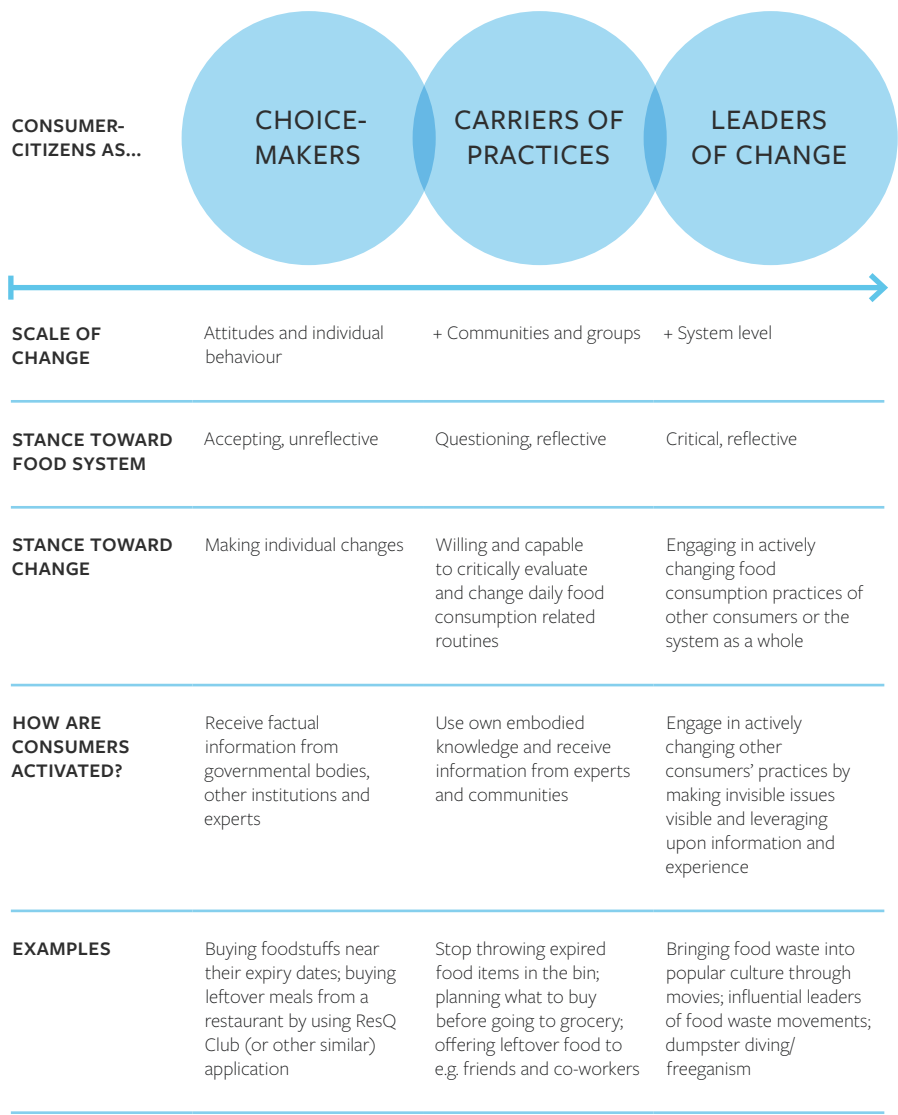 CONSUMER-
CITIZENS AS...
CHOICE-
MAKERS
CARRIERS OF
PRACTICES
LEADERS
OF CHANGE
SCALE OF
CHANGE
Attitudes and individual
behaviour
+ Communities and groups
+ System level
STANCE TOWARD
FOOD SYSTEM
Accepting, unreflective
Questioning, reflective
Critical, reflective
STANCE TOWARD
CHANGE
Making individual changes
Willing and capable
to critically evaluate
and change daily food
consumption related
routines
Engaging in actively
changing food
consumption practices of
other consumers or the
system as a whole
HOW ARE
CONSUMERS
ACTIVATED?
Receive factual
information from
governmental bodies,
other institutions and
experts
Use own embodied
knowledge and receive
information from experts
and communities
Engage in actively
changing other
consumers’ practices by
making invisible issues
visible and leveraging
upon information and
experience
EXAMPLES
Buying foodstuffs near
their expiry dates; buying
leftover meals from a
restaurant by using ResQ
Club (or other similar)
application
Stop throwing expired
food items in the bin;
planning what to buy
before going to grocery;
offering leftover food to
e.g. friends and co-workers
Bringing food waste into
popular culture through
movies; influential leaders
of food waste movements;
dumpster diving/
freeganism